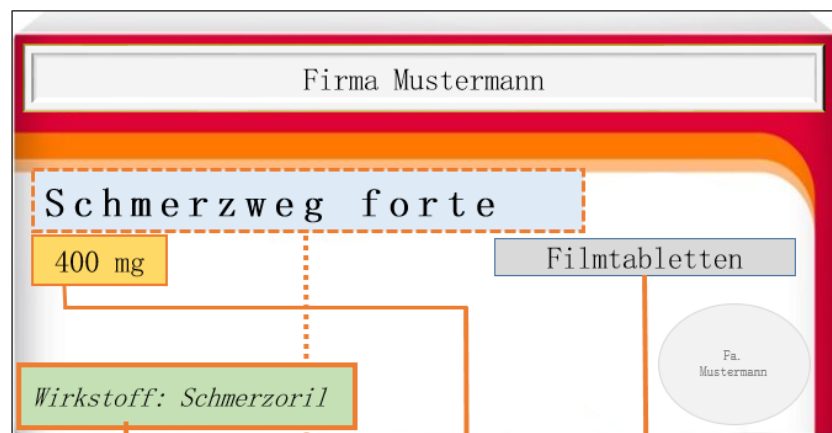 Firma Mustermann
Schmerzweg forte
400 mg
Filmtabletten
Fa.
Mustermann
Wirkstoff: Schmerzoril